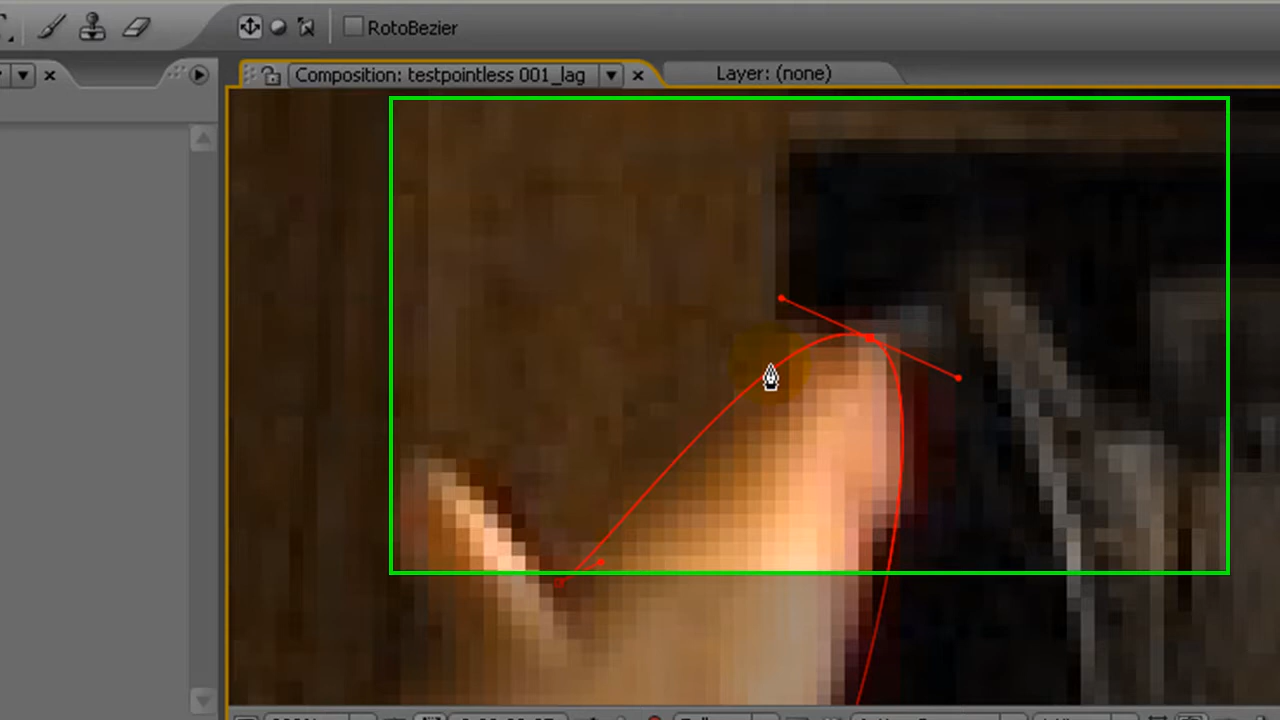 RotoBezier
Composition: testpointless 001_lag
Layer: (none)